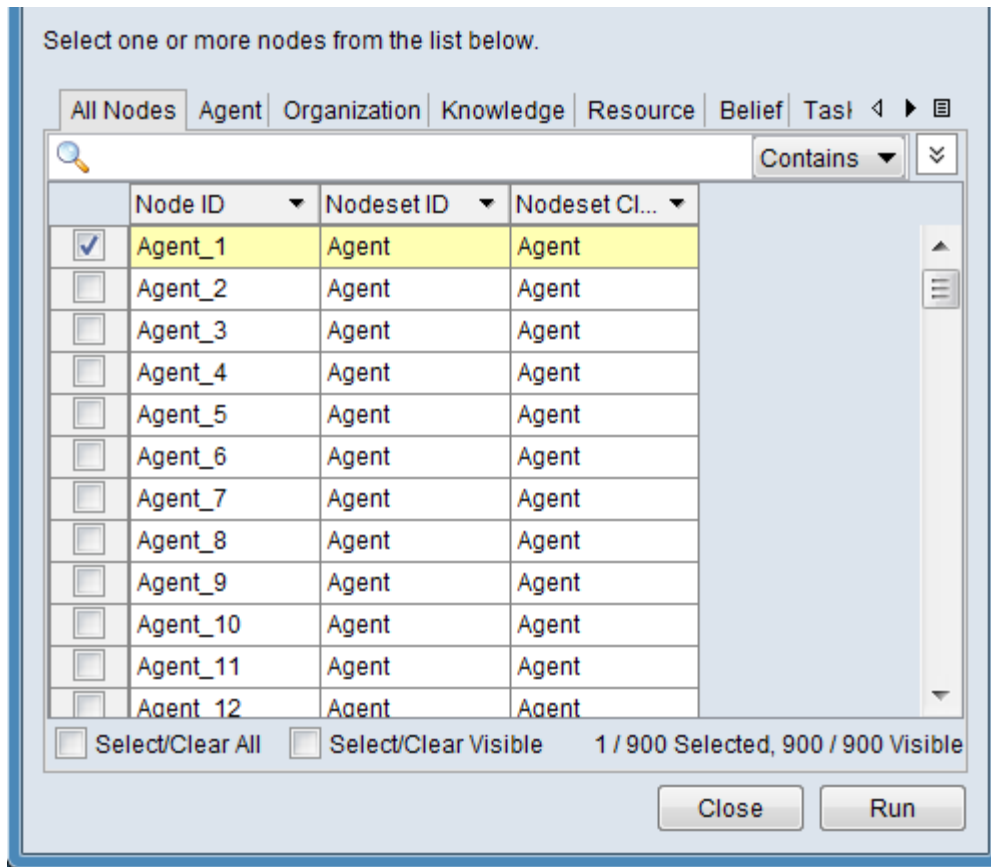 Select one or more nodes from the list below.
All Nodes Agent Organization Knowledge Resource Belief Task
Contains
Node ID Nodeset ID Nodeset Cl...
Agent_1 Agent Agent
Agent_2 Agent Agent
Agent_3 Agent Agent
Agent_4 Agent Agent
Agent_5 Agent Agent
Agent_6 Agent Agent
Agent_7 Agent Agent
Agent_8 Agent Agent
Agent_9 Agent Agent
Agent_10 Agent Agent
Agent_11 Agent Agent
Agent_12 Agent Agent
Select/Clear All Select/Clear Visible 1 / 900 Selected, 900 / 900 Visible
Close Run